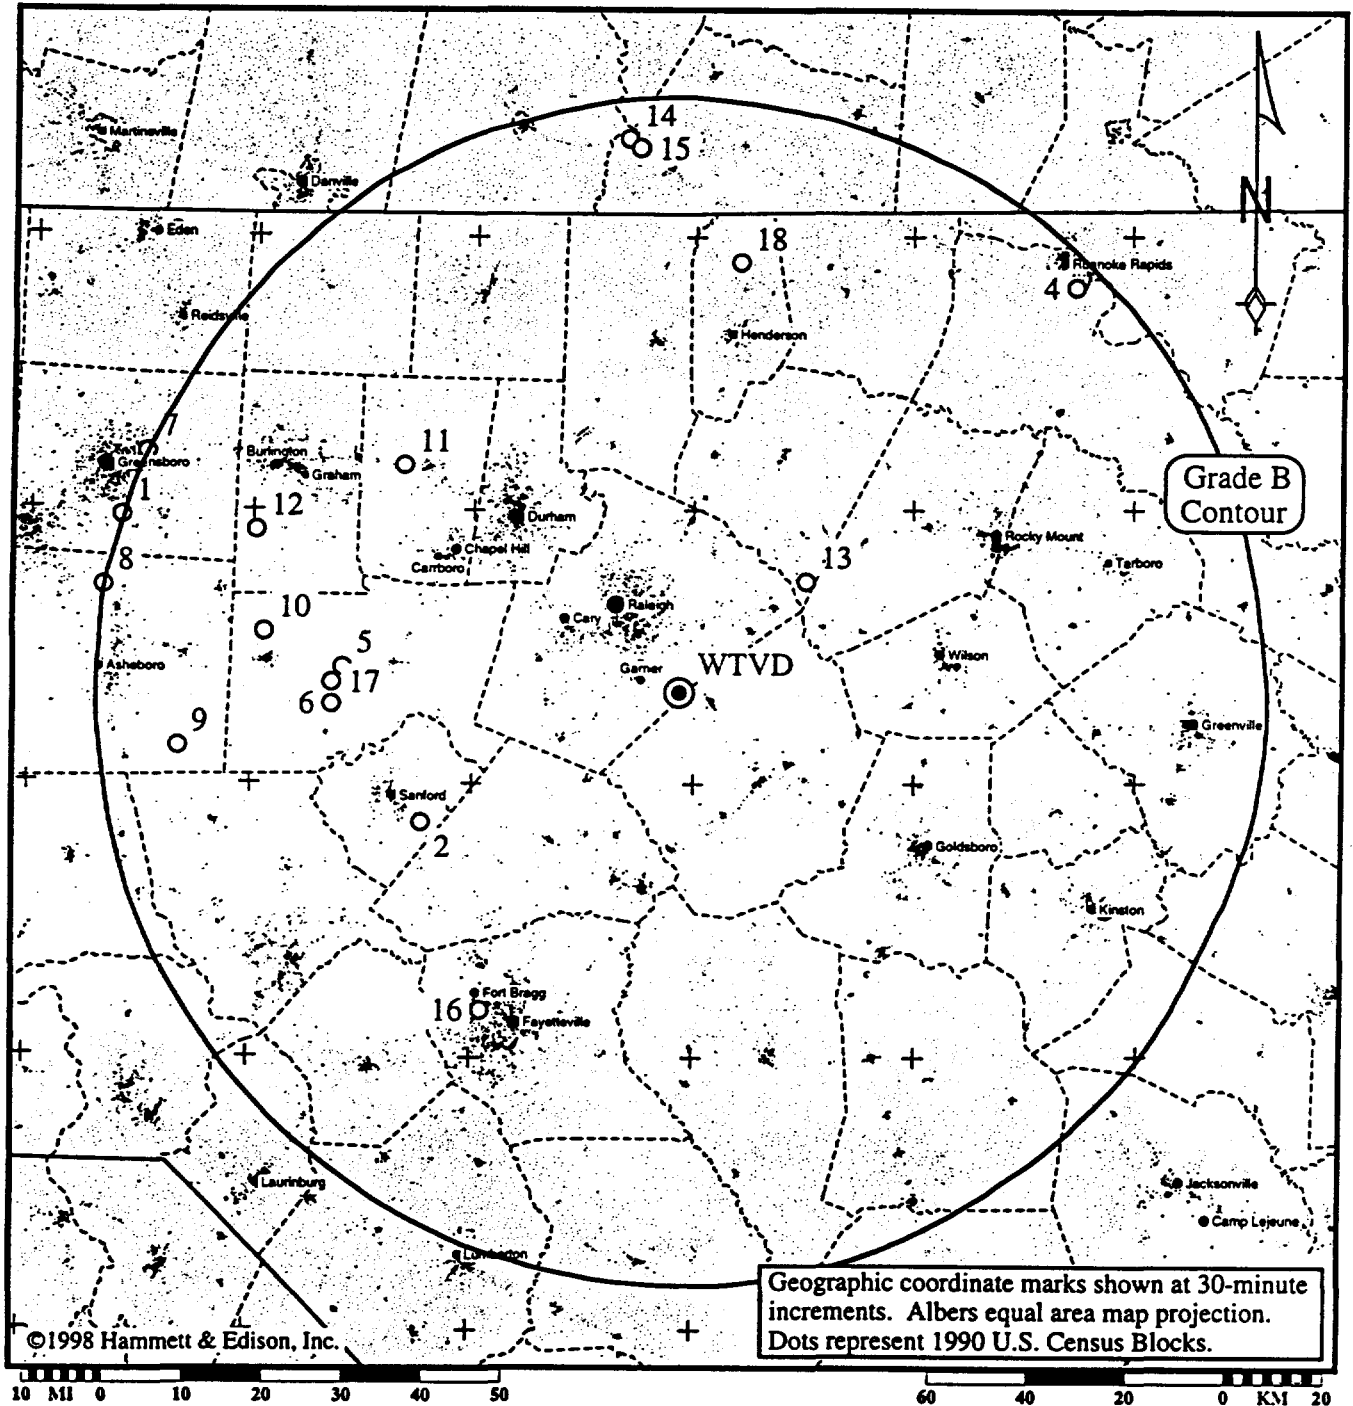 14
15
Martinsville
Danville
N
Eden
18
Roanoke Rapids
4
Reidsville
Henderson
7
11
Burlington
Greensboro
Graham
Grade B
Contour
1
12
Durham
Rocky Mount
Chapel Hill
Carrboro
8
13
Tarboro
10
Raleigh
Cary
5
Wilson
Asheboro
Garner
WTVD
17
6
9
Greenville
Sanford
2
Goldsboro
Kinston
Fort Bragg
16
Fayetteville
Laurinburg
Jacksonville
Camp Lejeune
Lumberton
Geographic coordinate marks shown at 30-minute
increments. Albers equal area map projection.
Dots represent 1990 U.S. Census Blocks.
©1998 Hammett & Edison, Inc.
10 MI 0 10 20 30 40 50
60 40 20 0 KM 20